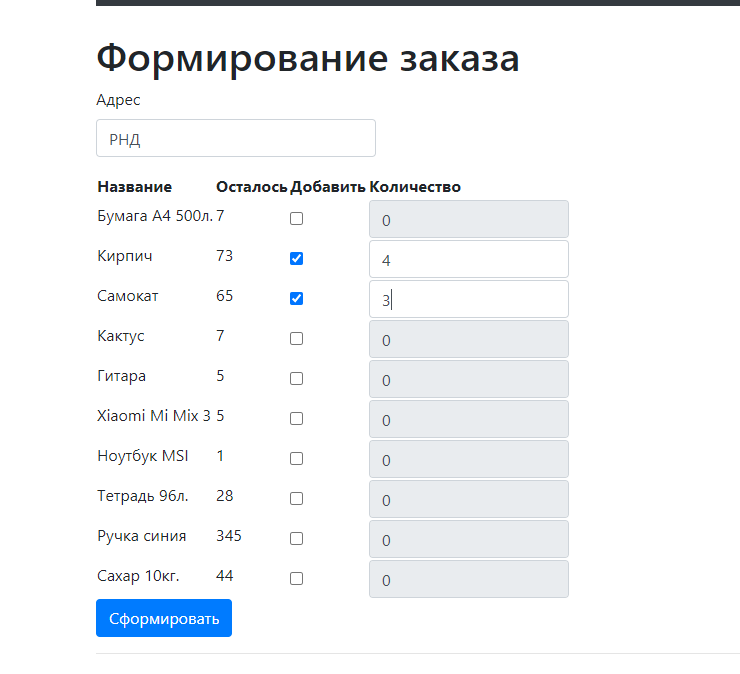 Формирование заказа
Адрес
РНД
Название Осталось Добавить Количество
Бумага А4 500л. 7 0
Кирпич 73 4
Самокат 65 3
Кактус 7 0
Гитара 5 0
Xiaomi Mi Mix 3 5 0
Ноутбук MSI 1 0
Тетрадь 96л. 28 0
Ручка синия 345 0
Сахар 10кг. 44 0
Сформировать